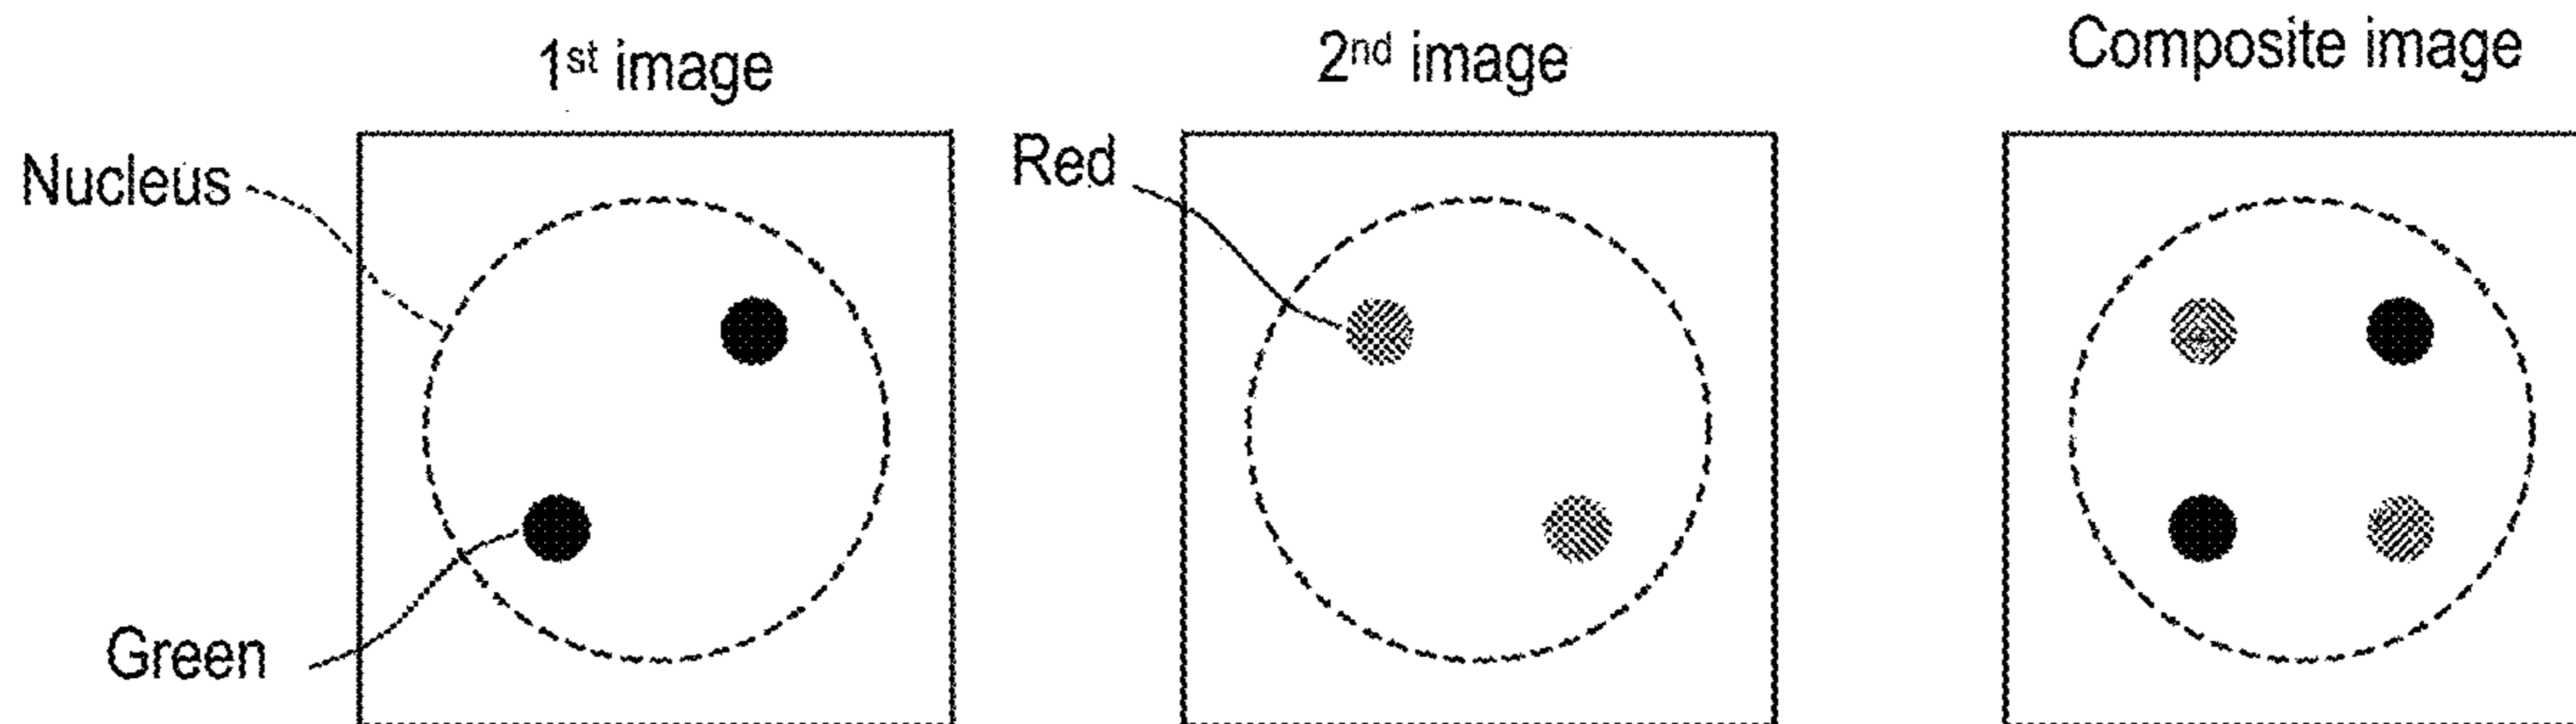 1st image
2nd image
Composite image
Nucleus
Red
Green